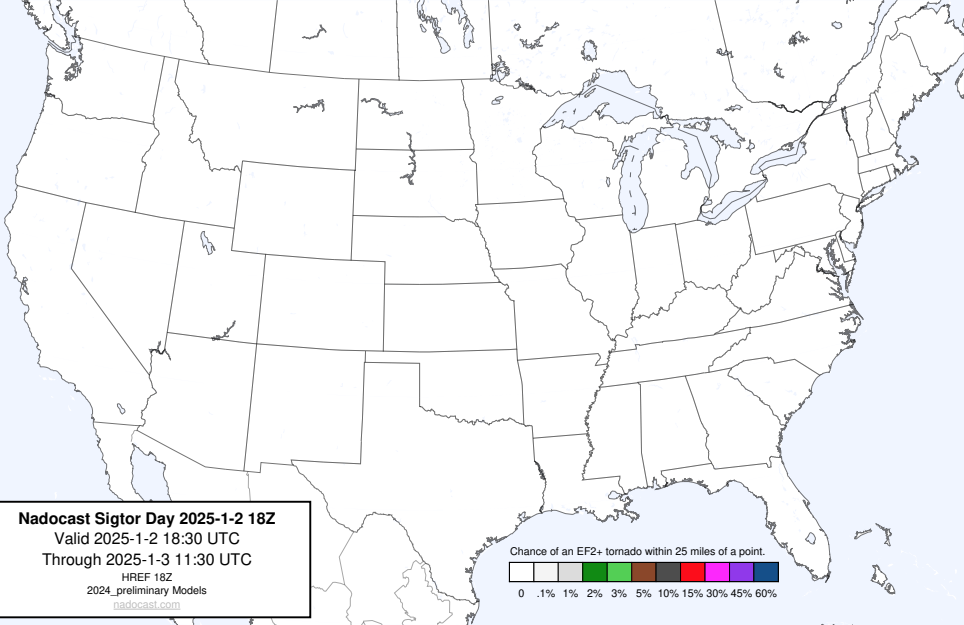 Nadocast Sigtor Day 2025-1-2 18Z
Valid 2025-1-2 18:30 UTC
Through 2025-1-3 11:30 UTC
HREF 18Z
2024_preliminary Models
nadocast.com
Chance of an EF2+ tornado within 25 miles of a point.
0 .1% 1% 2% 3% 5% 10% 15% 30% 45% 60%